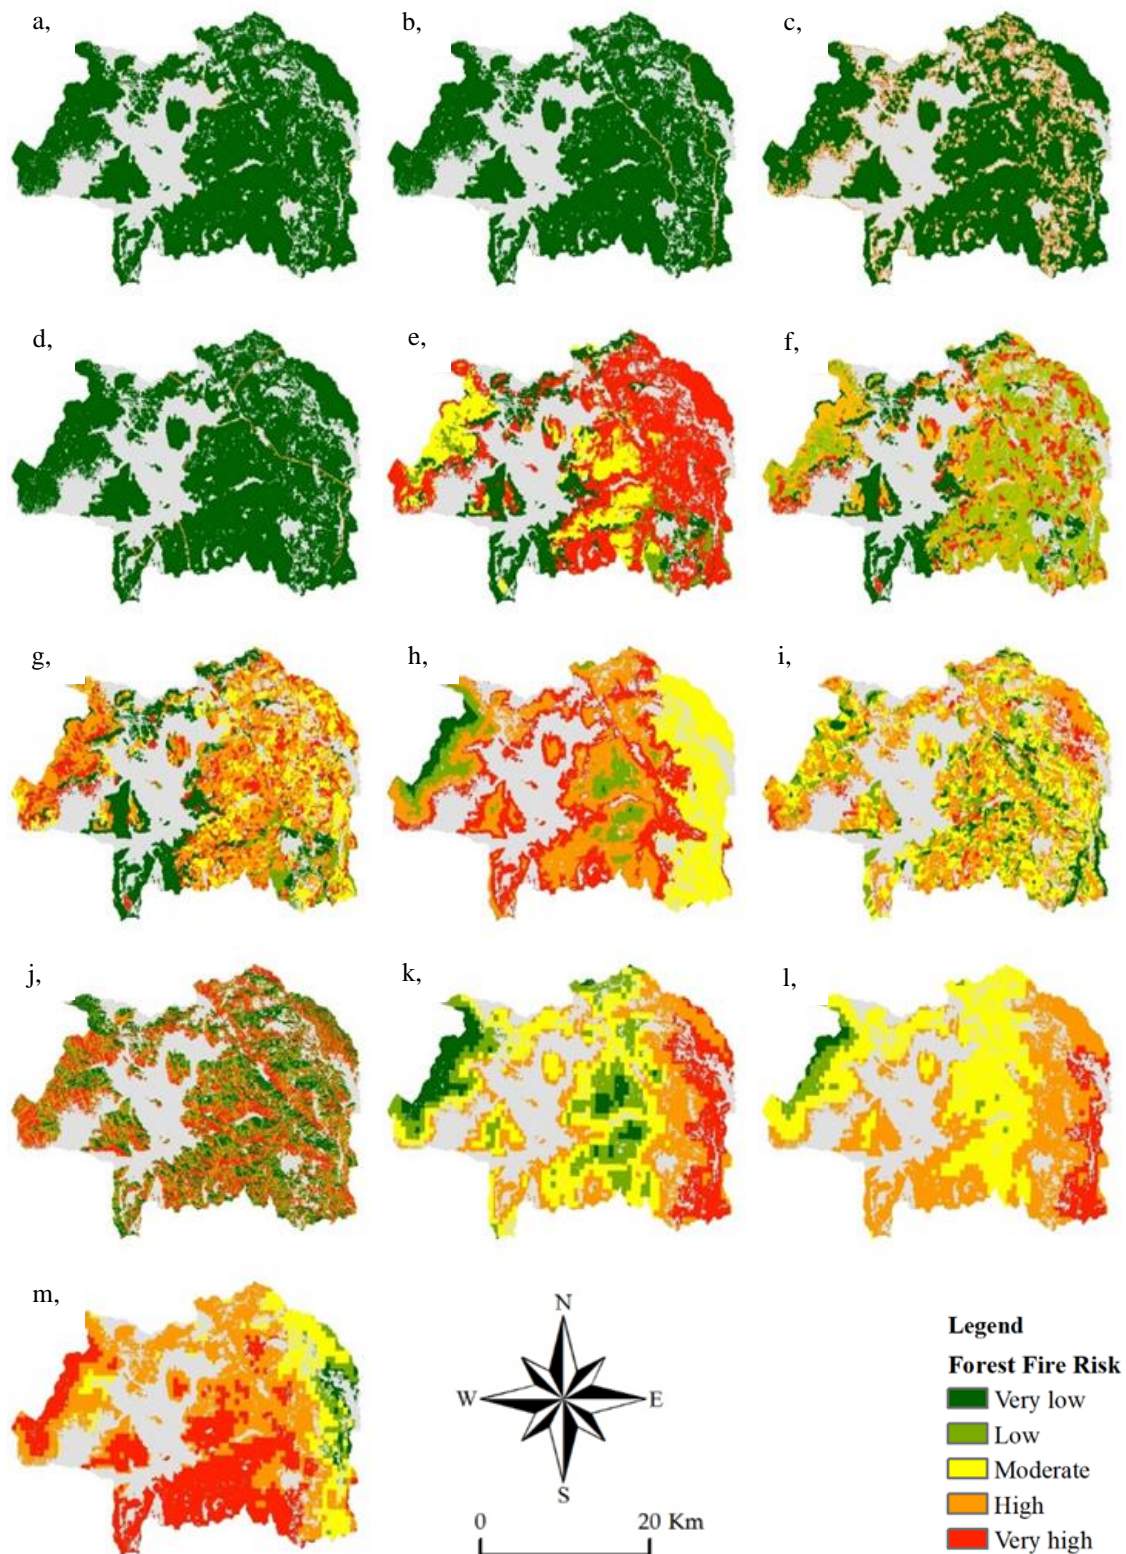 a,
b,
c,
d,
e,
f,
g,
h,
i,
j,
k,
l,
m,
N
W
E
S
0 20 Km
Legend
Forest Fire Risk
Very low
Low
Moderate
High
Very high